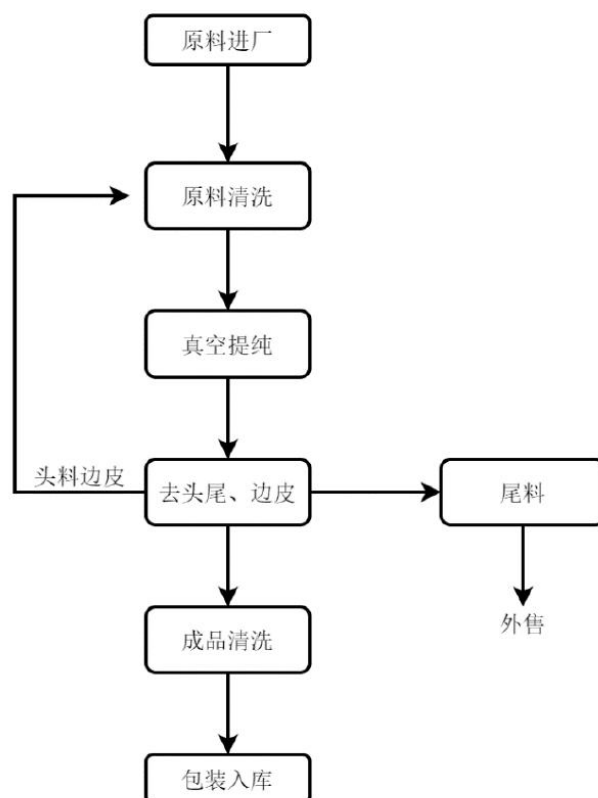 原料进厂
原料清洗
真空提纯
头料边皮
去头尾、边皮
尾料
外售
成品清洗
包装入库